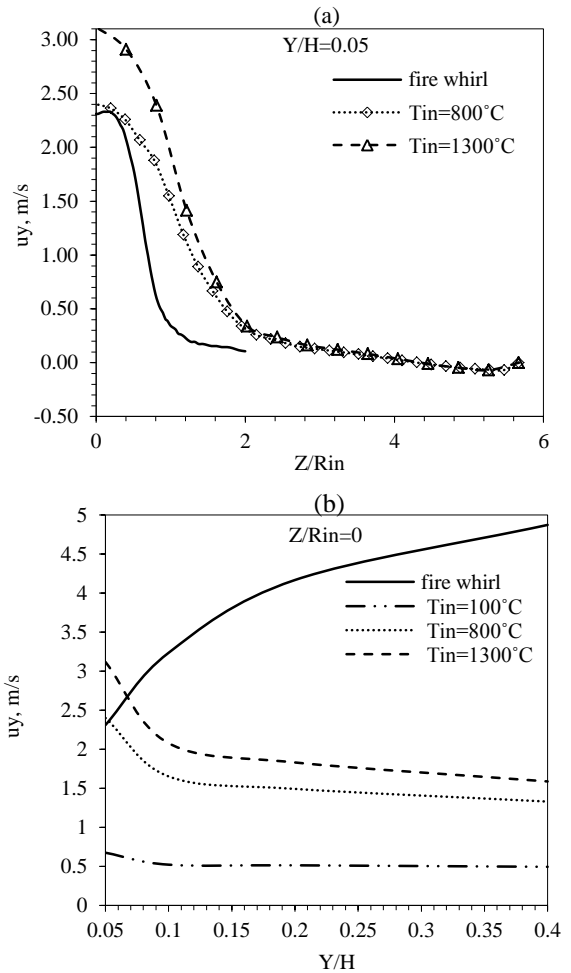 (a)
Y/H=0.05
fire whirl
Tin=800˚C
Tin=1300˚C
uy, m/s
3.00
2.50
2.00
1.50
1.00
0.50
0.00
-0.50
0 2 4 6
Z/Rin
(b)
Z/Rin=0
fire whirl
Tin=100˚C
Tin=800˚C
Tin=1300˚C
uy, m/s
5
4.5
4
3.5
3
2.5
2
1.5
1
0.5
0
0.05 0.1 0.15 0.2 0.25 0.3 0.35 0.4
Y/H